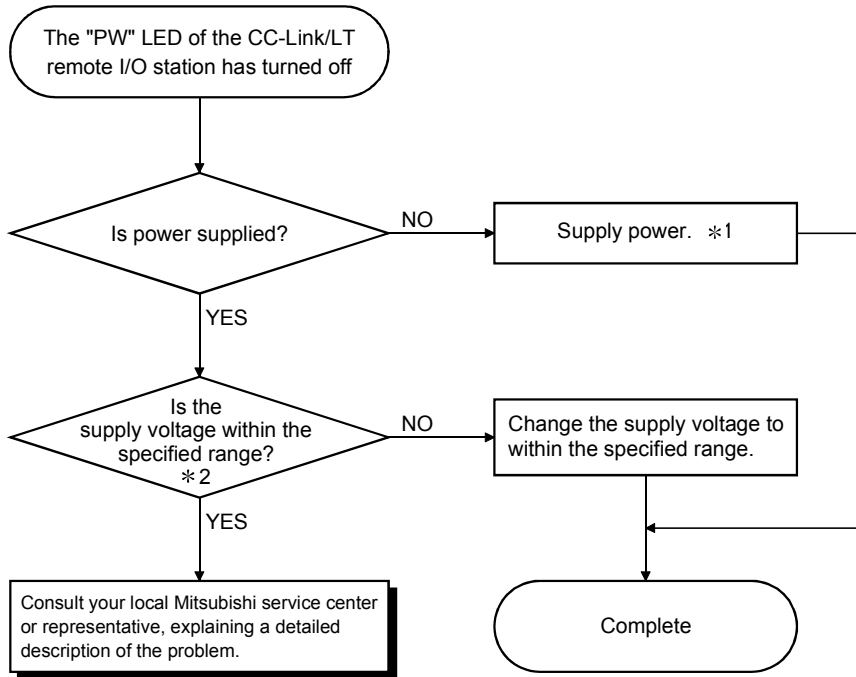 The "PW" LED of the CC-Link/LT
remote I/O station has turned off
Is power supplied?
NO
Supply power. *1
YES
Is the
supply voltage within the
specified range?
*2
NO
Change the supply voltage to
within the specified range.
YES
Consult your local Mitsubishi service center
or representative, explaining a detailed
description of the problem.
Complete